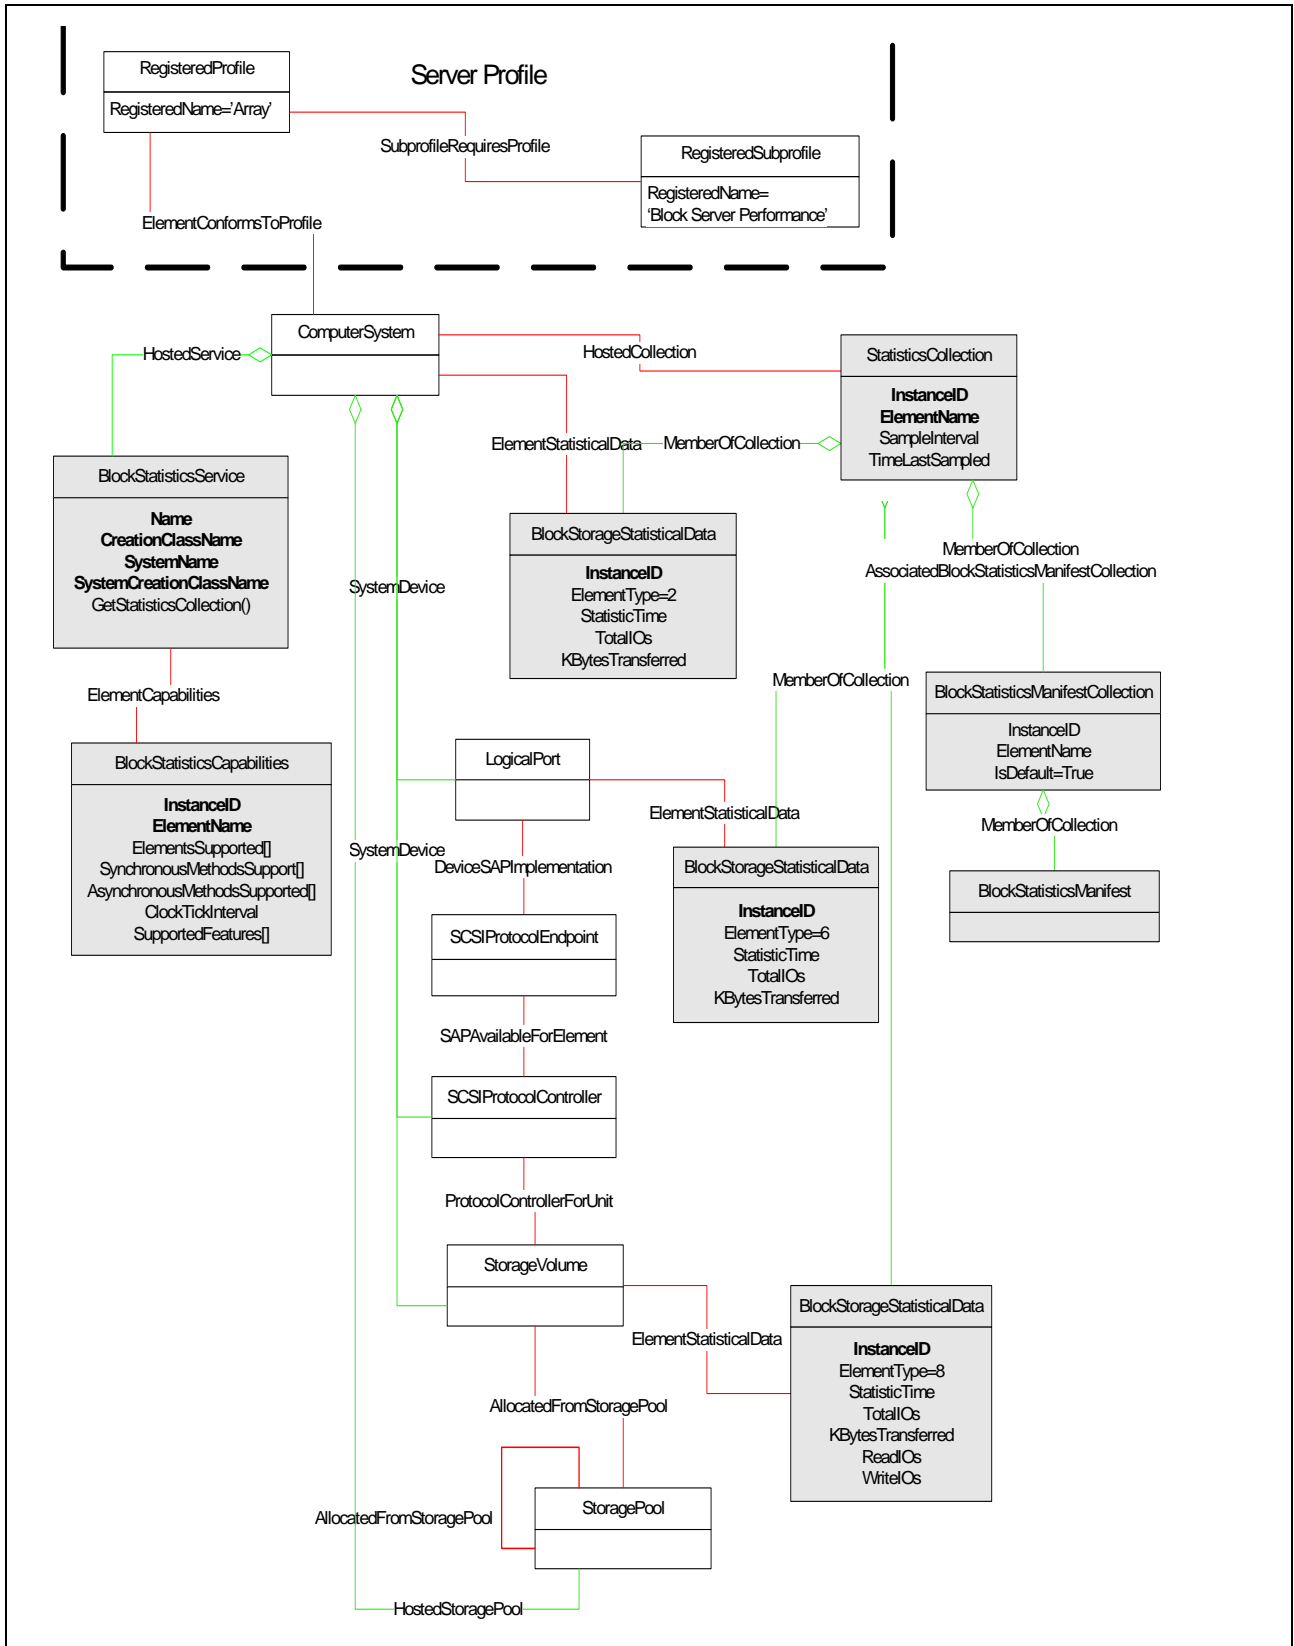 Server Profile
RegisteredProfile
RegisteredName='Array'
SubprofileRequiresProfile
RegisteredSubprofile
RegisteredName=
'Block Server Performance'
ElementConformsToProfile
ComputerSystem
HostedService
HostedCollection
StatisticsCollection
InstanceID
ElementName
SampleInterval
TimeLastSampled
ElementStatisticalData
MemberOfCollection
BlockStatisticsService
Name
CreationClassName
SystemName
SystemCreationClassName
GetStatisticsCollection()
BlockStorageStatisticalData
InstanceID
ElementType=2
StatisticTime
TotalIOs
KBytesTransferred
SystemDevice
MemberOfCollection
AssociatedBlockStatisticsManifestCollection
ElementCapabilities
MemberOfCollection
BlockStatisticsManifestCollection
InstanceID
ElementName
IsDefault=True
BlockStatisticsCapabilities
InstanceID
ElementName
ElementsSupported[]
SynchronousMethodsSupport[]
AsynchronousMethodsSupported[]
ClockTickInterval
SupportedFeatures[]
LogicalPort
ElementStatisticalData
MemberOfCollection
SystemDevice
DeviceSAPImplementation
BlockStorageStatisticalData
InstanceID
ElementType=6
StatisticTime
TotalIOs
KBytesTransferred
BlockStatisticsManifest
SCSIProtocolEndpoint
SAPAvailableForElement
SCSIProtocolController
ProtocolControllerForUnit
StorageVolume
ElementStatisticalData
BlockStorageStatisticalData
InstanceID
ElementType=8
StatisticTime
TotalIOs
KBytesTransferred
ReadIOs
WriteIOs
AllocatedFromStoragePool
StoragePool
AllocatedFromStoragePool
HostedStoragePool